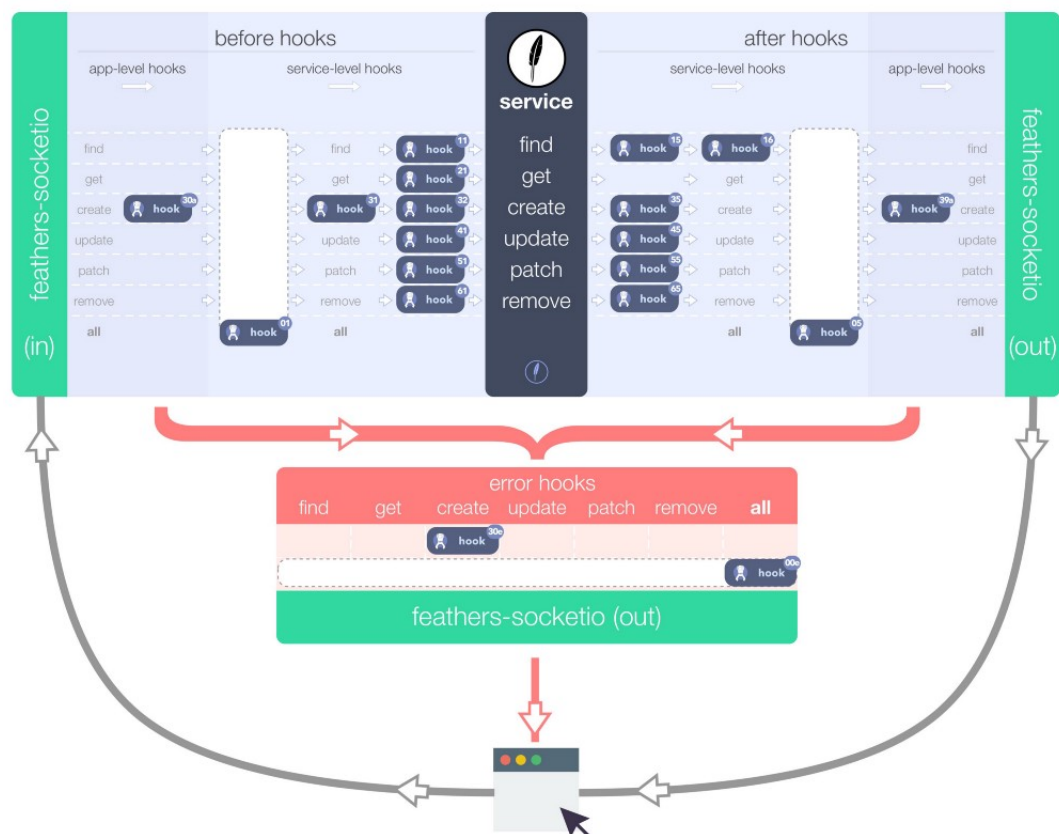 before hooks
after hooks
app-level hooks
service-level hooks
service
service-level hooks
app-level hooks
feathers-socketio
(in)
find
find
hook 11
find
hook 15
hook 16
find
get
get
hook 21
get
get
get
create
hook 30a
hook 31
hook 32
create
hook 35
create
hook 39a
create
update
update
hook 41
update
hook 45
update
update
patch
patch
hook 51
patch
hook 55
patch
patch
remove
remove
hook 61
remove
hook 65
remove
remove
all
hook 01
all
all
hook 05
all
feathers-socketio
(out)
error hooks
find get create update patch remove all
hook 30e
hook 00e
feathers-socketio (out)